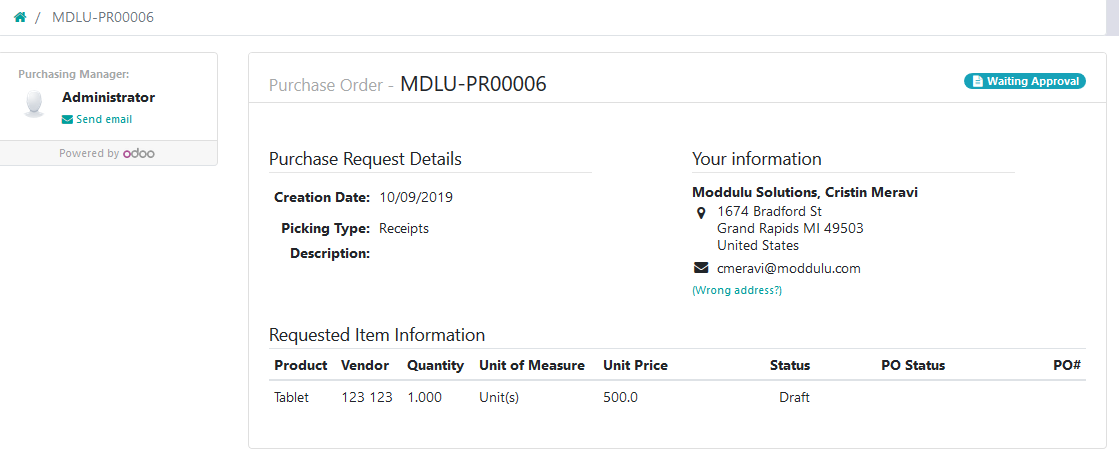 / MDLU-PR00006
Purchasing Manager:
Administrator
Send email
Powered by odoo
Purchase Order - MDLU-PR00006
Waiting Approval
Purchase Request Details
Creation Date: 10/09/2019
Picking Type: Receipts
Description:
Your information
Moddulu Solutions, Cristin Meravi
1674 Bradford St
Grand Rapids MI 49503
United States
cmeravi@moddulu.com
(Wrong address?)
Requested Item Information
Product Vendor Quantity Unit of Measure Unit Price Status PO Status PO#
Tablet 123 123 1.000 Unit(s) 500.0 Draft